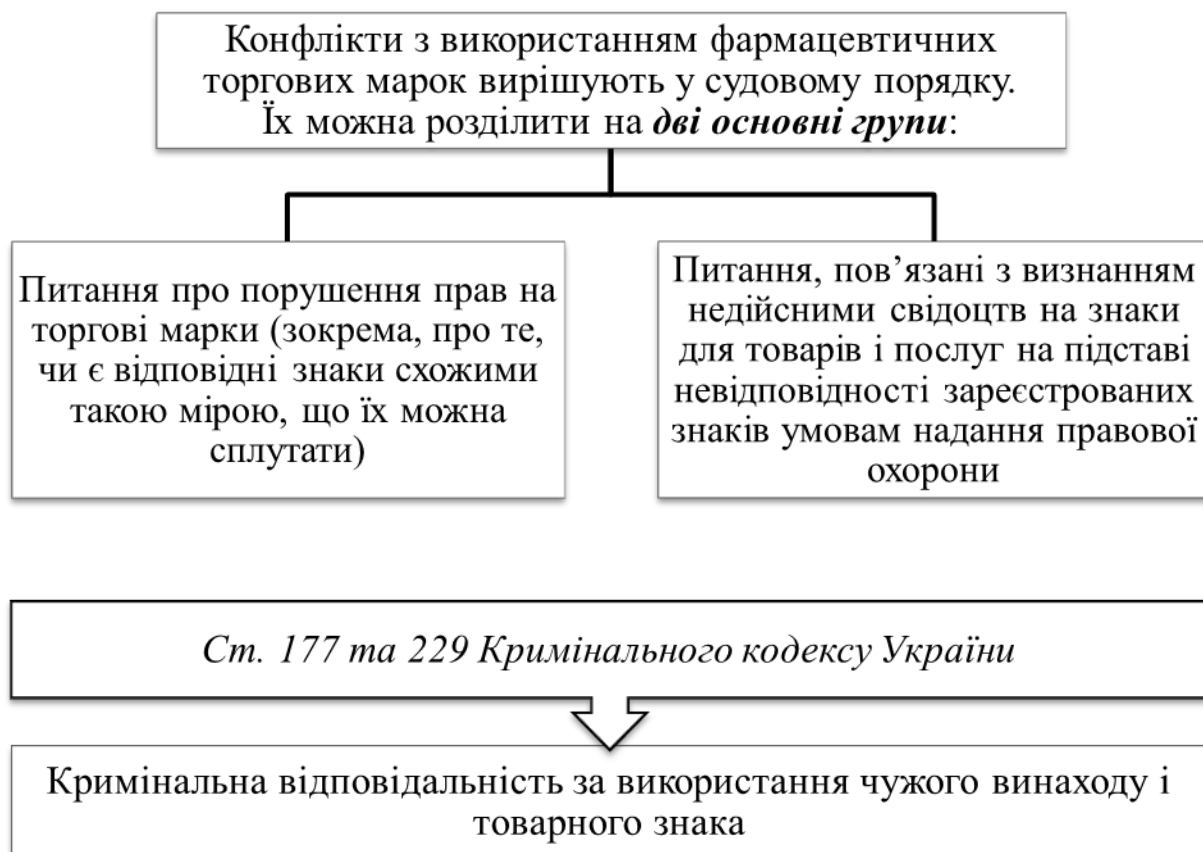 Конфлікти з використанням фармацевтичних
торгових марок вирішують у судовому порядку.
Їх можна розділити на дві основні групи:
Питання про порушення прав на
торгові марки (зокрема, про те,
чи є відповідні знаки схожими
такою мірою, що їх можна
сплутати)
Питання, пов’язані з визнанням
недійсними свідоцтв на знаки
для товарів і послуг на підставі
невідповідності зареєстрованих
знаків умовам надання правової
охорони
Ст. 177 та 229 Кримінального кодексу України
Кримінальна відповідальність за використання чужого винаходу і
товарного знака